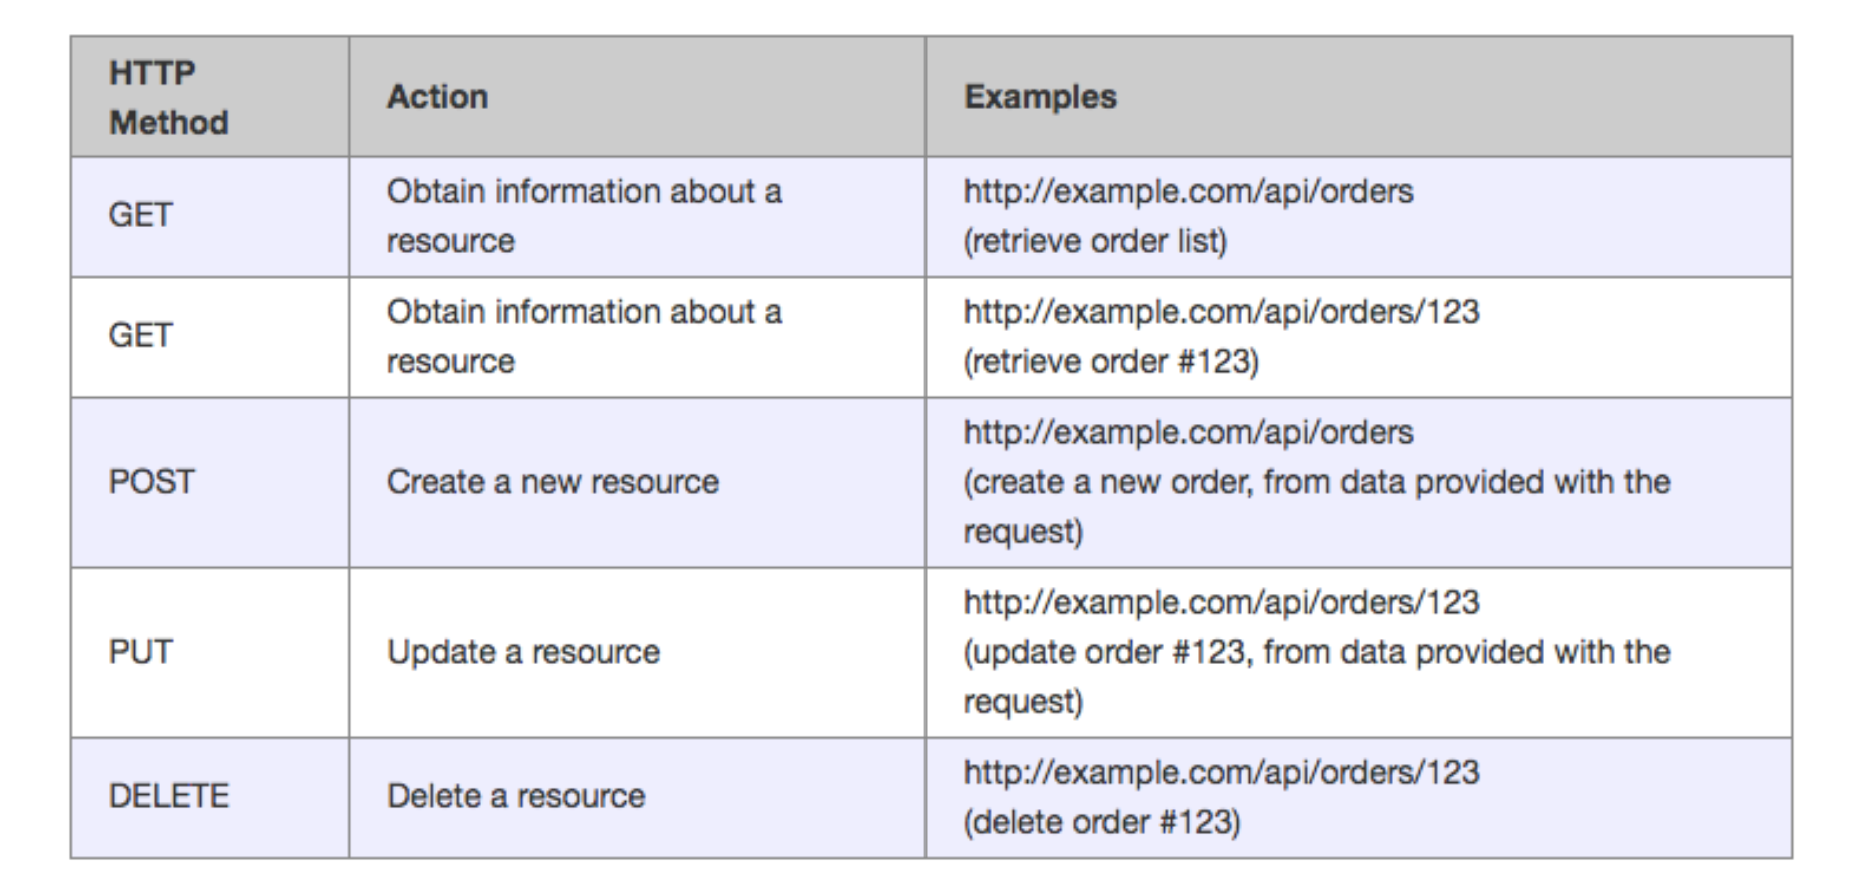 HTTP
Method
Action
Examples
GET
Obtain information about a
resource
http://example.com/api/orders
(retrieve order list)
GET
Obtain information about a
resource
http://example.com/api/orders/123
(retrieve order #123)
POST
Create a new resource
http://example.com/api/orders
(create a new order, from data provided with the
request)
PUT
Update a resource
http://example.com/api/orders/123
(update order #123, from data provided with the
request)
DELETE
Delete a resource
http://example.com/api/orders/123
(delete order #123)